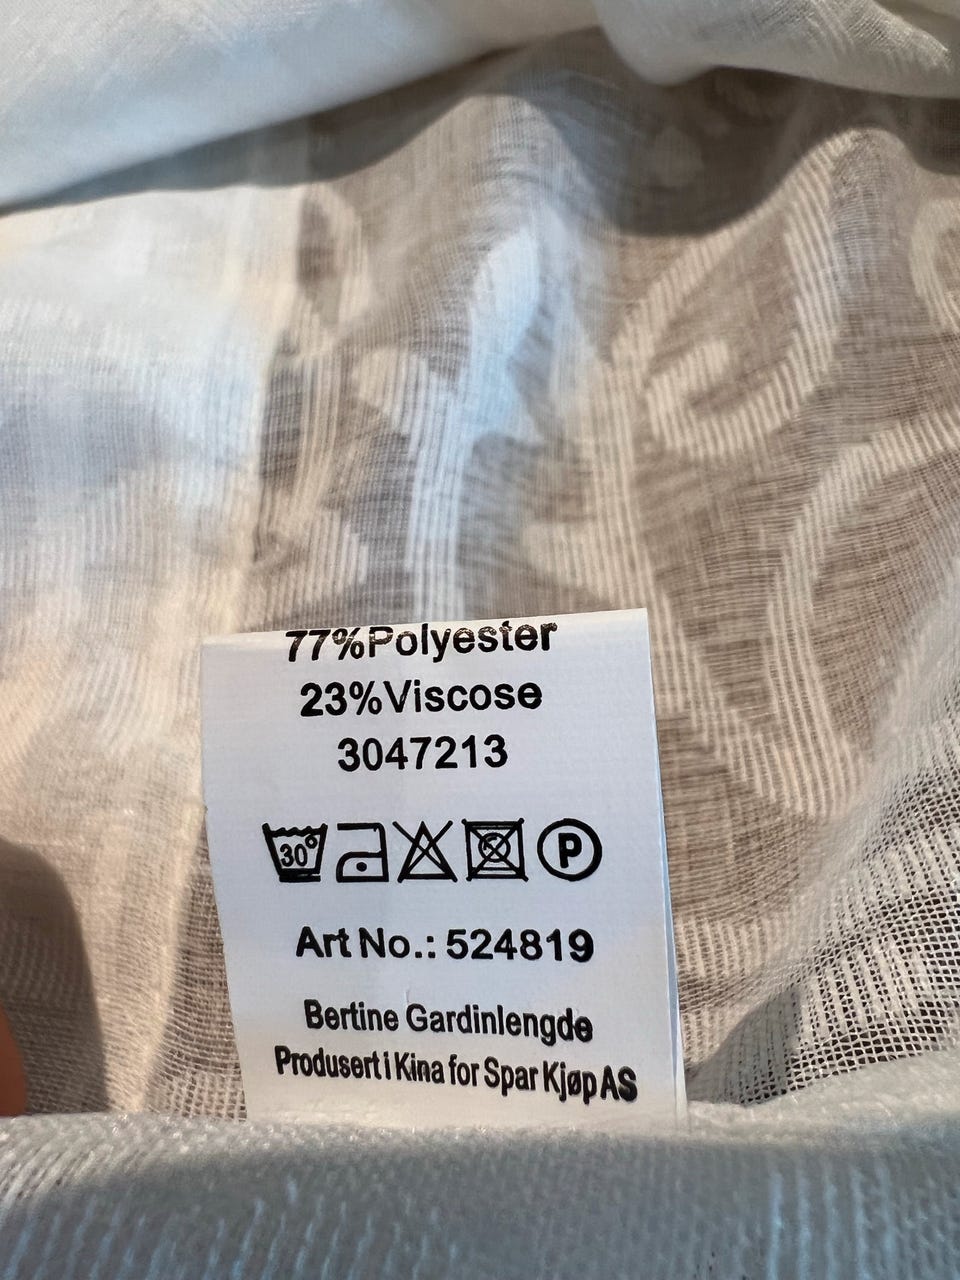 77%Polyester
23%Viscose
3047213
30°
P
Art No.: 524819
Bertine Gardinlengde
Produsert i Kina for Spar Kjøp AS